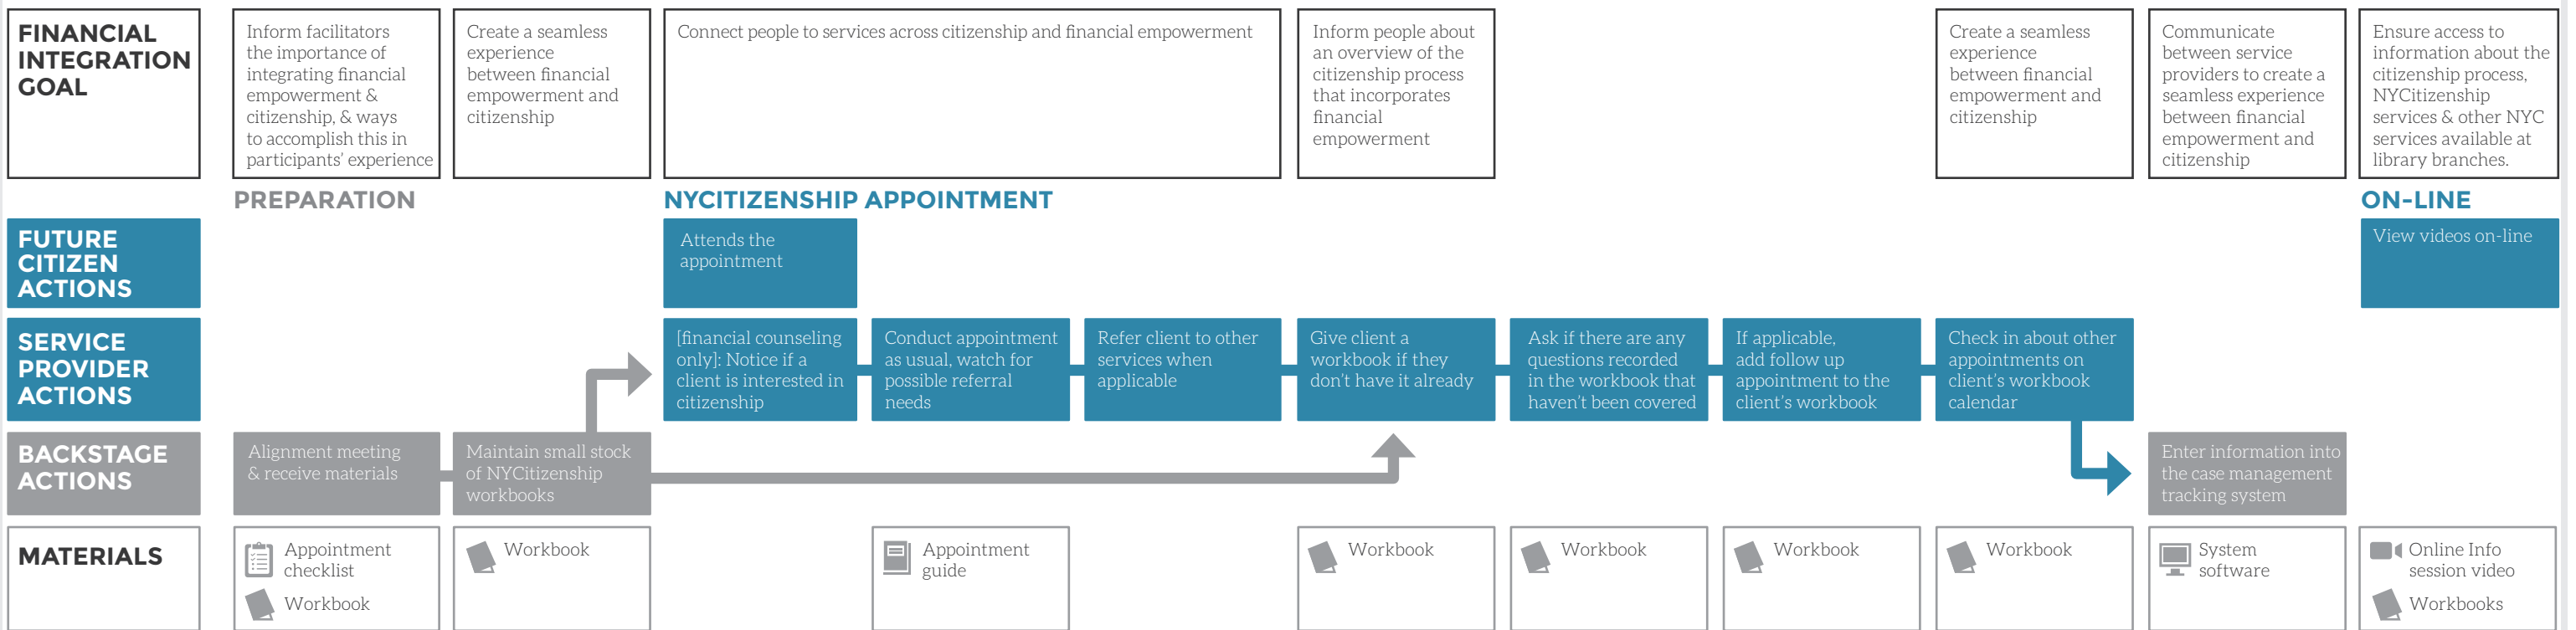 FINANCIAL
INTEGRATION
GOAL
Inform facilitators
the importance of
integrating financial
empowerment &
citizenship, & ways
to accomplish this in
participants' experience
Create a seamless
experience
between financial
empowerment and
citizenship
Connect people to services across citizenship and financial empowerment
Inform people about
an overview of the
citizenship process
that incorporates
financial
empowerment
Create a seamless
experience
between financial
empowerment and
citizenship
Communicate
between service
providers to create a
seamless experience
between financial
empowerment and
citizenship
Ensure access to
information about the
citizenship process,
NYCitizenship
services & other NYC
services available at
library branches.
PREPARATION
NYCITIZENSHIP APPOINTMENT
ON-LINE
FUTURE
CITIZEN
ACTIONS
Attends the
appointment
View videos on-line
SERVICE
PROVIDER
ACTIONS
[financial counseling
only]: Notice if a
client is interested in
citizenship
Conduct appointment
as usual, watch for
possible referral
needs
Refer client to other
services when
applicable
Give client a
workbook if they
don't have it already
Ask if there are any
questions recorded
in the workbook that
haven't been covered
If applicable,
add follow up
appointment to the
client's workbook
Check in about other
appointments on
client's workbook
calendar
BACKSTAGE
ACTIONS
Alignment meeting
& receive materials
Maintain small stock
of NYCitizenship
workbooks
Enter information into
the case management
tracking system
MATERIALS
Appointment
checklist
Workbook
Workbook
Appointment
guide
Workbook
Workbook
Workbook
Workbook
System
software
Online Info
session video
Workbooks